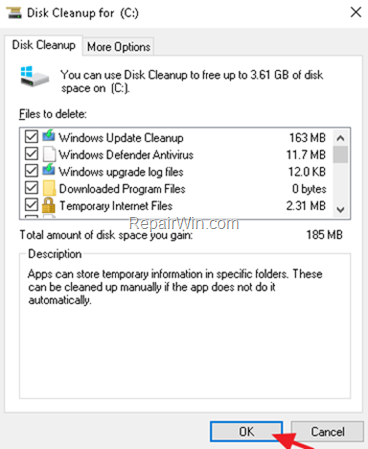 Disk Cleanup for (C:)
Disk Cleanup
More Options
You can use Disk Cleanup to free up to 3.61 GB of disk
space on (C:).
Files to delete:
Windows Update Cleanup 163 MB
Windows Defender Antivirus 11.7 MB
Windows upgrade log files 12.0 KB
Downloaded Program Files 0 bytes
Temporary Internet Files 2.31 MB
RepairWin.com
Total amount of disk space you gain: 185 MB
Description
Apps can store temporary information in specific folders. These
can be cleaned up manually if the app does not do it
automatically.
OK
Cancel